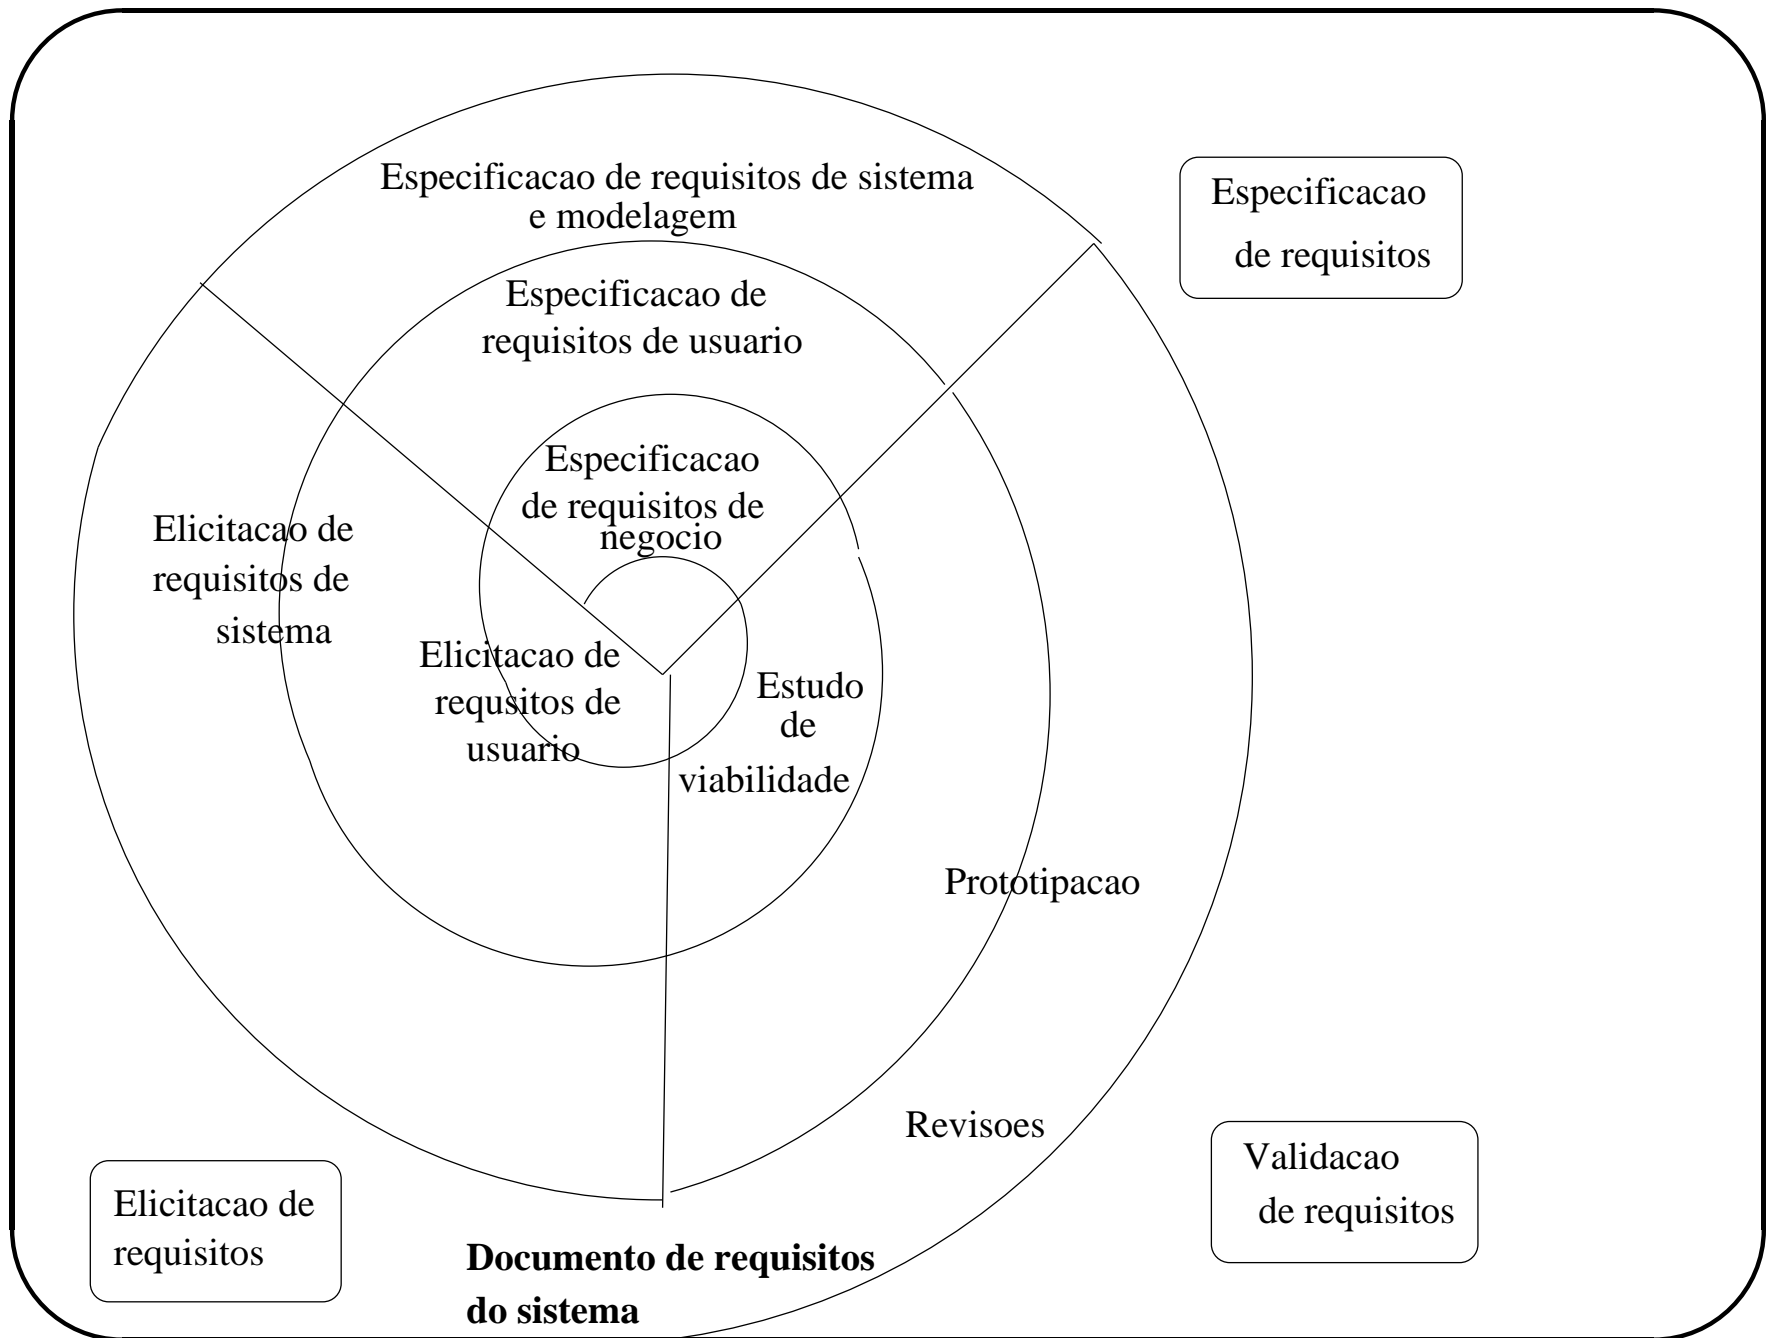 Especificacao de requisitos de sistema
e modelagem
Especificacao
de requisitos
Especificacao de
requisitos de usuario
Especificacao
de requisitos de
negocio
Elicitacao de
requisitos de
sistema
Elicitacao de
requsitos de
usuario
Estudo
de
viabilidade
Prototipacao
Revisoes
Validacao
de requisitos
Elicitacao de
requisitos
Documento de requisitos
do sistema